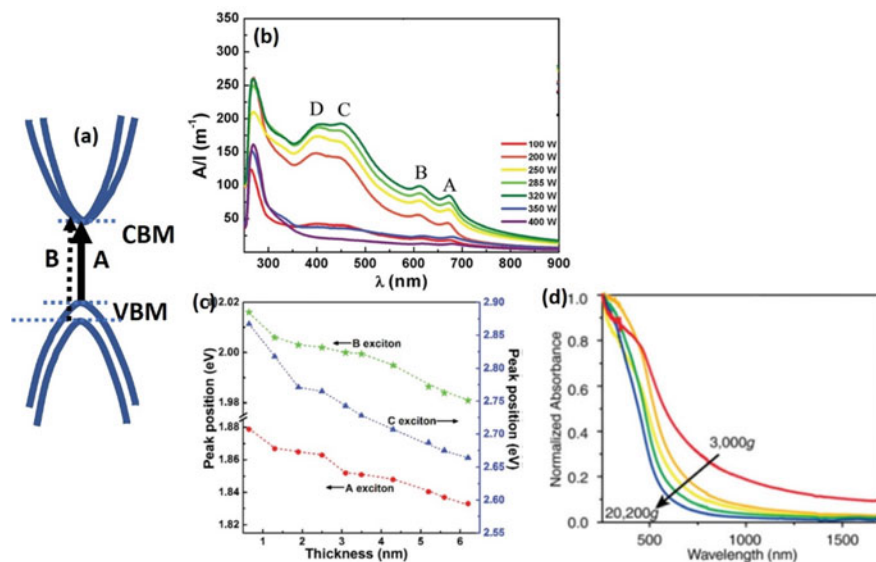 (a)
CBM
B
A
VBM
(b)
350
300
250
200
150
100
50
A/l (m⁻¹)
D
C
B
A
100 W
200 W
250 W
285 W
320 W
350 W
400 W
300
400
500
600
700
800
900
λ (nm)
(c)
2.02
2.00
1.98
1.88
1.86
1.84
1.82
Peak position (eV)
B exciton
C exciton
A exciton
2.90
2.85
2.80
2.75
2.70
2.65
2.60
2.55
Peak position (eV)
1
2
3
4
5
6
Thickness (nm)
(d)
1.0
0.8
0.6
0.4
0.2
0.0
Normalized Absorbance
3,000g
20,200g
500
1000
1500
Wavelength (nm)